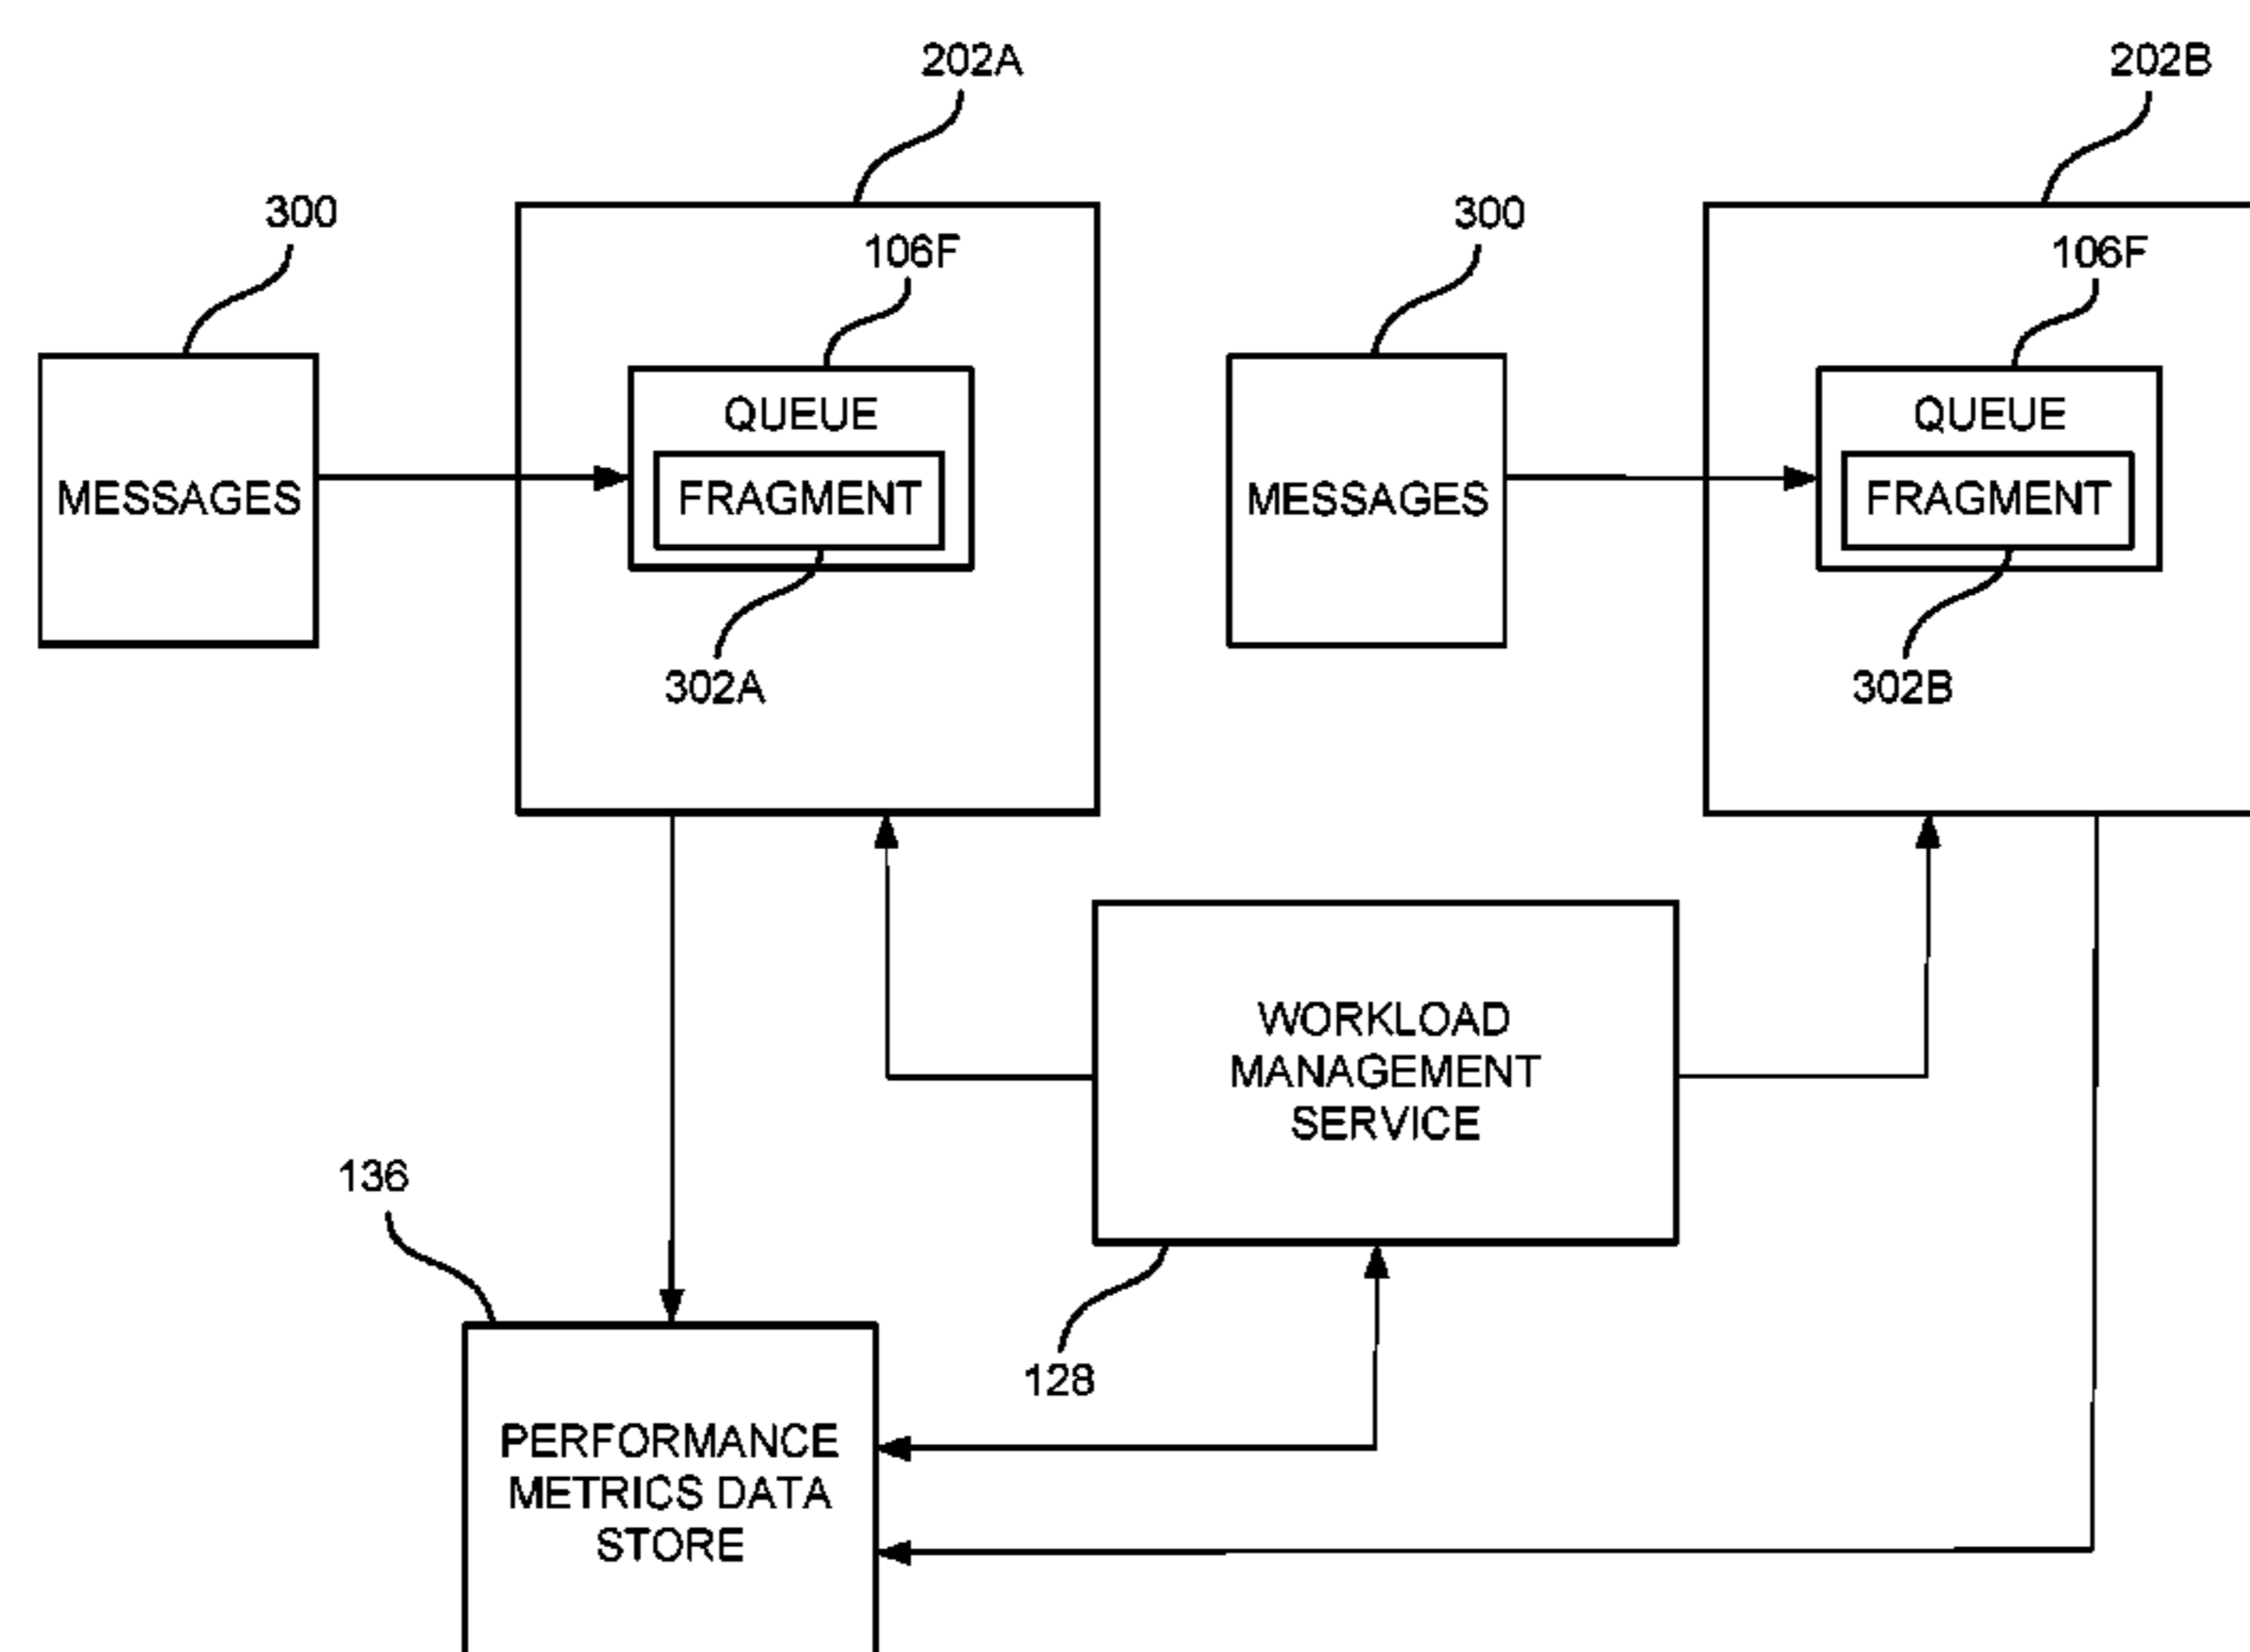 202A
202B
300
300
106F
106F
QUEUE
QUEUE
MESSAGES
FRAGMENT
MESSAGES
FRAGMENT
302A
302B
WORKLOAD
MANAGEMENT
SERVICE
136
128
PERFORMANCE
METRICS DATA
STORE